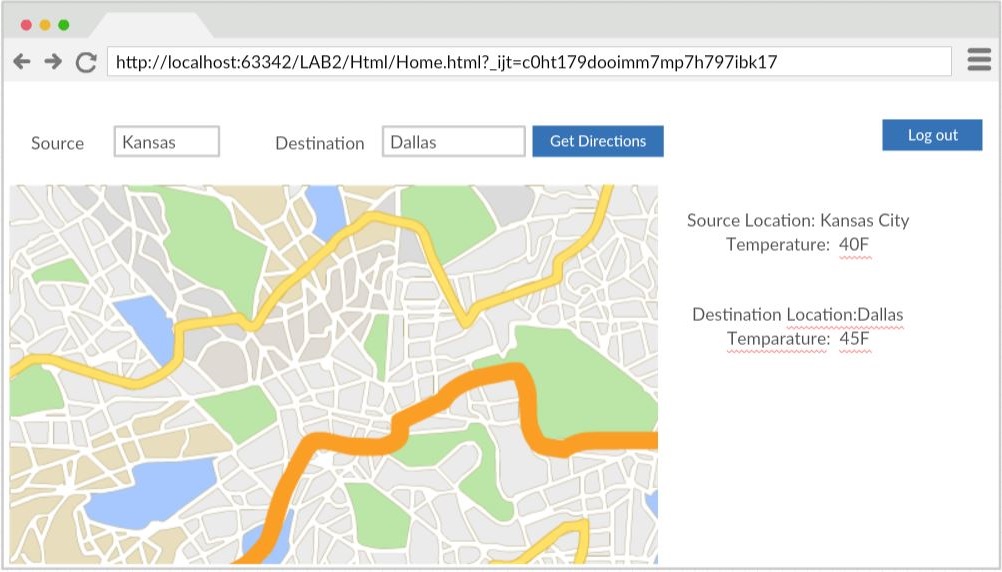 http://localhost:63342/LAB2/Html/Home.html?_ijt=c0ht179dooimm7mp7h797ibk17
Source Kansas Destination Dallas Get Directions Log out
Source Location: Kansas City
Temperature: 40F
Destination Location:Dallas
Temparature: 45F